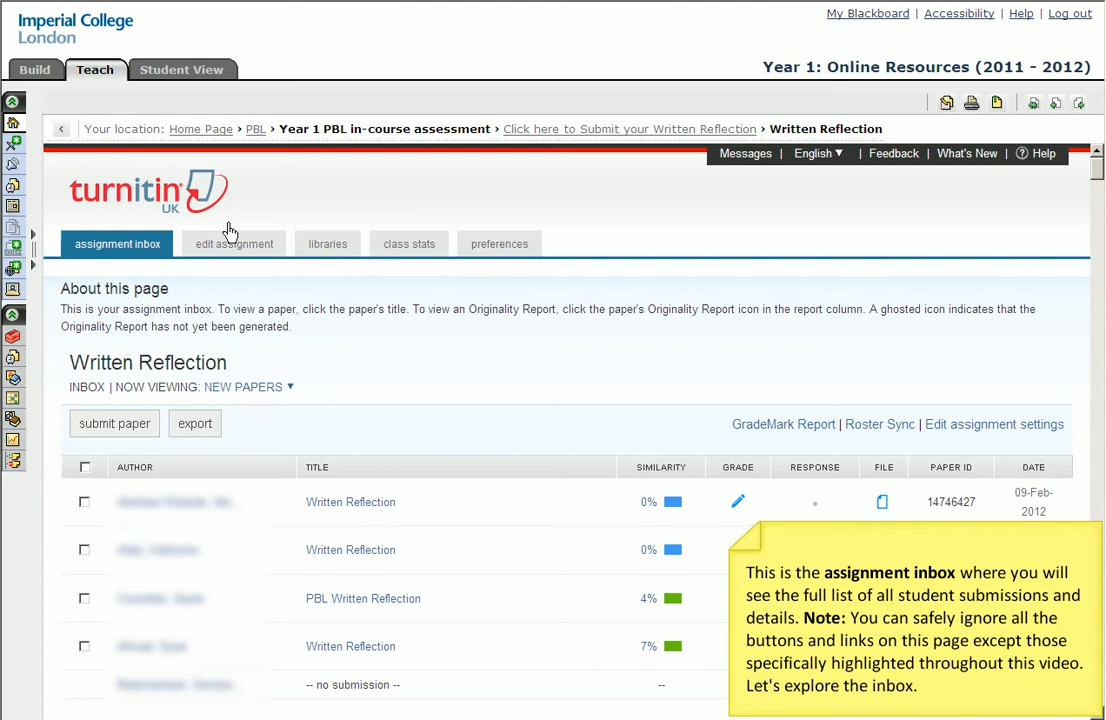 Imperial College
London
My Blackboard | Accessibility | Help | Log out
Build Teach Student View
Year 1: Online Resources (2011 - 2012)
Your location: Home Page › PBL › Year 1 PBL in-course assessment › Click here to Submit your Written Reflection › Written Reflection
Messages | English ▼ | Feedback | What's New | ? Help
turnitin
UK
assignment inbox edit assignment libraries class stats preferences
About this page
This is your assignment inbox. To view a paper, click the paper's title. To view an Originality Report, click the paper's Originality Report icon in the report column. A ghosted icon indicates that the
Originality Report has not yet been generated.
Written Reflection
INBOX | NOW VIEWING: NEW PAPERS ▼
submit paper export
GradeMark Report | Roster Sync | Edit assignment settings
AUTHOR TITLE SIMILARITY GRADE RESPONSE FILE PAPER ID DATE
Written Reflection 0% 14746427 09-Feb-
2012
Written Reflection 0%
PBL Written Reflection 4%
Written Reflection 7%
-- no submission -- --
This is the assignment inbox where you will
see the full list of all student submissions and
details. Note: You can safely ignore all the
buttons and links on this page except those
specifically highlighted throughout this video.
Let's explore the inbox.